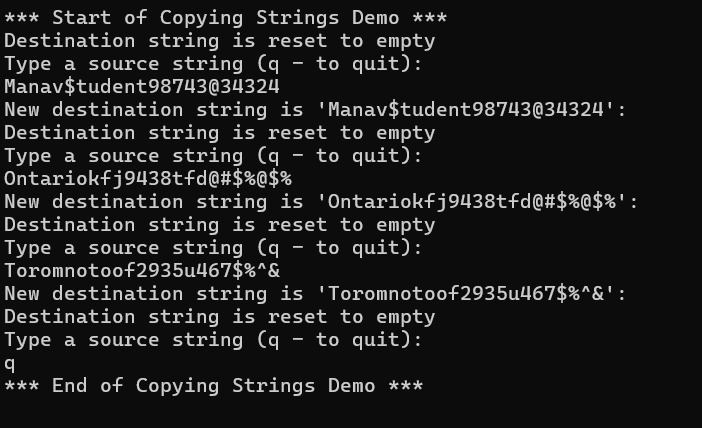 *** Start of Copying Strings Demo ***
Destination string is reset to empty
Type a source string (q - to quit):
Manav$tudent98743@34324
New destination string is 'Manav$tudent98743@34324':
Destination string is reset to empty
Type a source string (q - to quit):
Ontariokfj9438tfd@#$%@$%
New destination string is 'Ontariokfj9438tfd@#$%@$%':
Destination string is reset to empty
Type a source string (q - to quit):
Toromnotoof2935u467$%^&
New destination string is 'Toromnotoof2935u467$%^&':
Destination string is reset to empty
Type a source string (q - to quit):
q
*** End of Copying Strings Demo ***